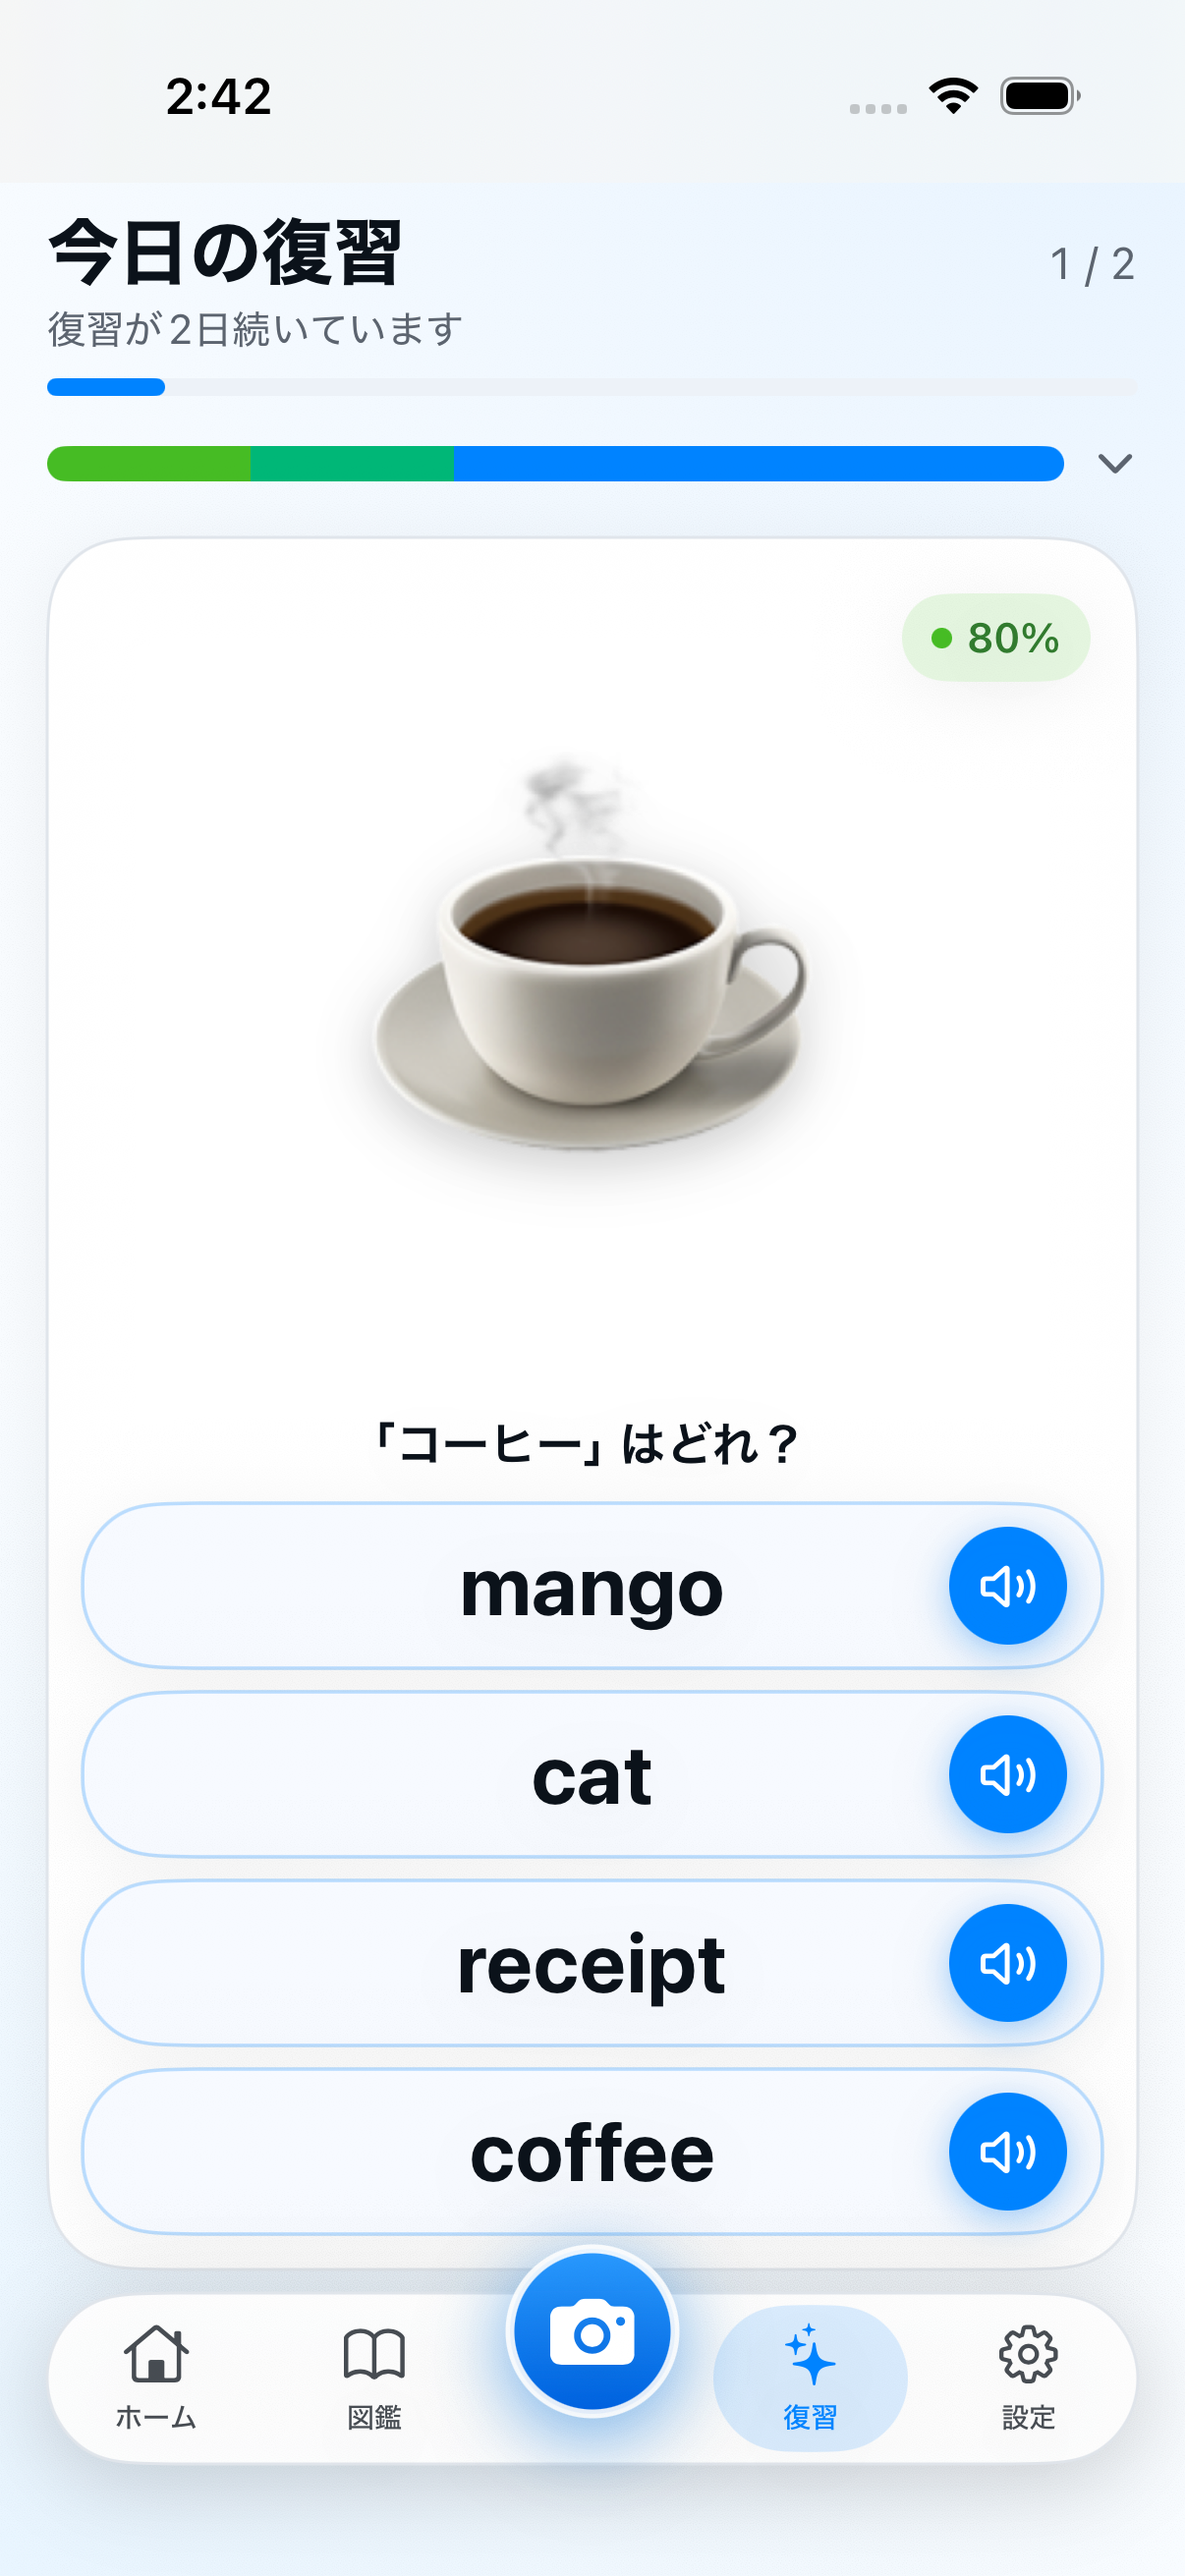 2:42
今日の復習
1 / 2
復習が2日続いています
80%
「コーヒー」はどれ？
mango
cat
receipt
coffee
ホーム
図鑑
復習
設定